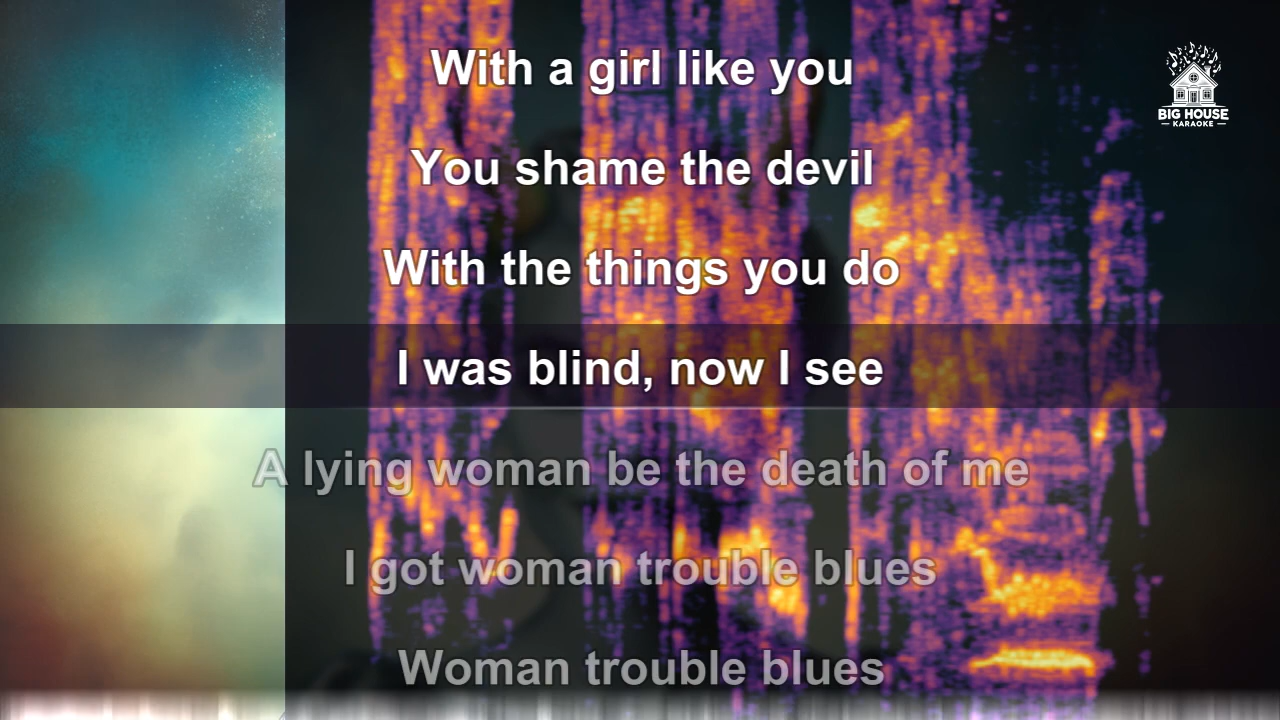 With a girl like you
BIG HOUSE
KARAOKE
You shame the devil
With the things you do
I was blind, now I see
A lying woman be the death of me
I got woman trouble blues
Woman trouble blues